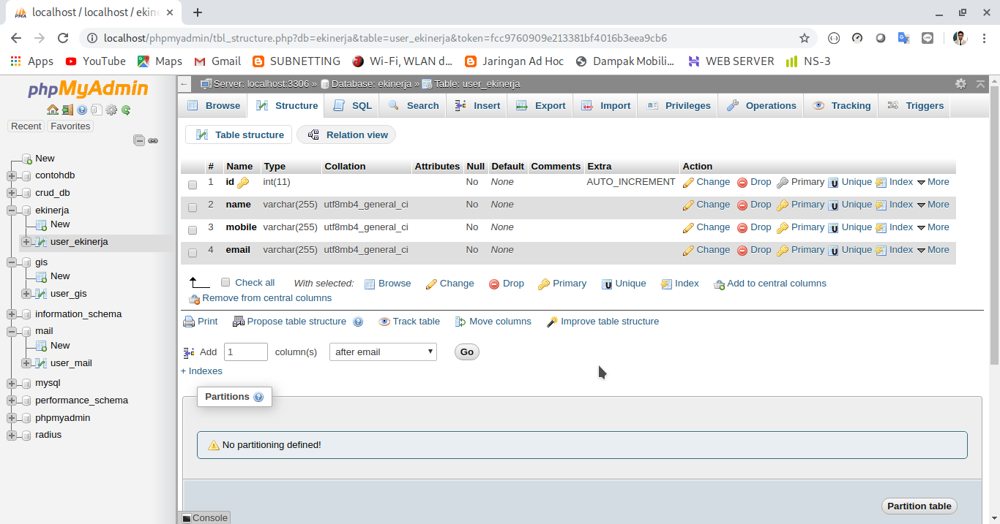 localhost / localhost / ekine
localhost/phpmyadmin/tbl_structure.php?db=ekinerja&table=user_ekinerja&token=fcc9760909e213381bf4016b3eea9cb6
Apps YouTube Maps Gmail SUBNETTING Wi-Fi, WLAN d... Jaringan Ad Hoc Dampak Mobili... WEB SERVER NS-3
phpMyAdmin
Recent Favorites
New
contohdb
crud_db
ekinerja
New
user_ekinerja
gis
New
user_gis
information_schema
mail
New
user_mail
mysql
performance_schema
phpmyadmin
radius
Server: localhost:3306 » Database: ekinerja » Table: user_ekinerja
Browse Structure SQL Search Insert Export Import Privileges Operations Tracking Triggers
Table structure Relation view
# Name Type Collation Attributes Null Default Comments Extra Action
1 id int(11) No None AUTO_INCREMENT Change Drop Primary Unique Index More
2 name varchar(255) utf8mb4_general_ci No None Change Drop Primary Unique Index More
3 mobile varchar(255) utf8mb4_general_ci No None Change Drop Primary Unique Index More
4 email varchar(255) utf8mb4_general_ci No None Change Drop Primary Unique Index More
Check all With selected: Browse Change Drop Primary Unique Index Add to central columns
Remove from central columns
Print Propose table structure Track table Move columns Improve table structure
Add 1 column(s) after email Go
+ Indexes
Partitions
No partitioning defined!
Partition table
Console